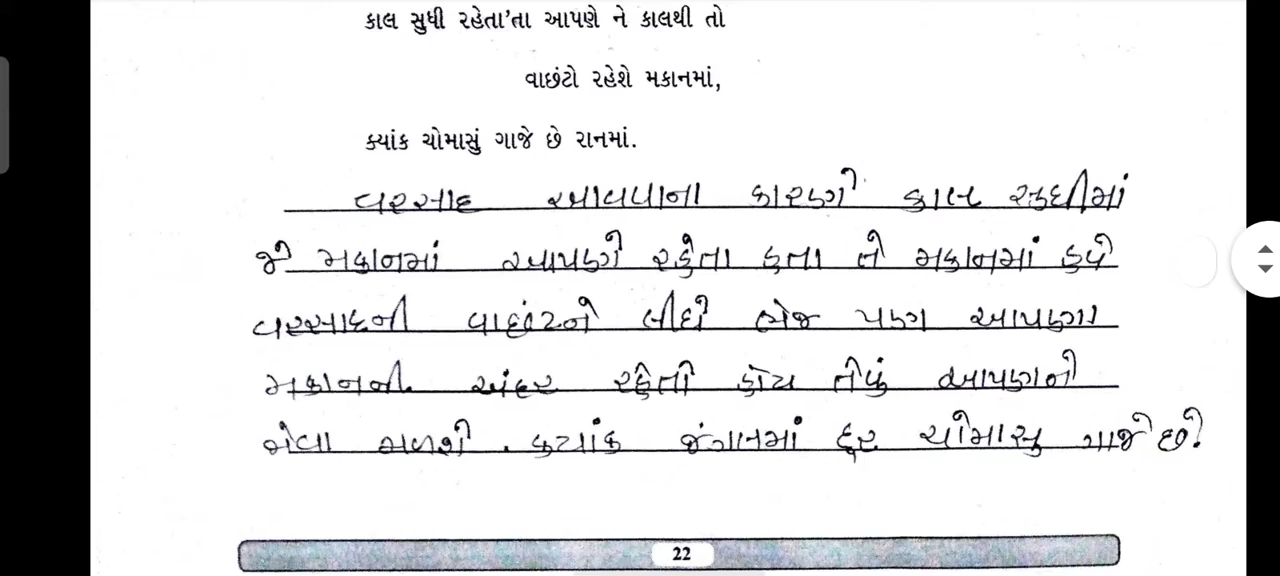 કાલ સુધી રહેતા'તા આપણે ને કાલથી તો
વાછંટો રહેશે મકાનમાં,
ક્યાંક ચોમાસું ગાજે છે રાનમાં.
વરસાદ આવવાના કારણે કાલ સુધીમાં
જે મકાનમાં આપણે રહેતા હતા તે મકાનમાં હવે
વરસાદની વાછંટને લીધે ભેજ પણ આપણા
મકાનની અંદર રહેતી હોય તેવું આપણને
જોવા મળશે. ક્યાંક જંગલમાં દૂર ચોમાસુ ગાજે છે.
22